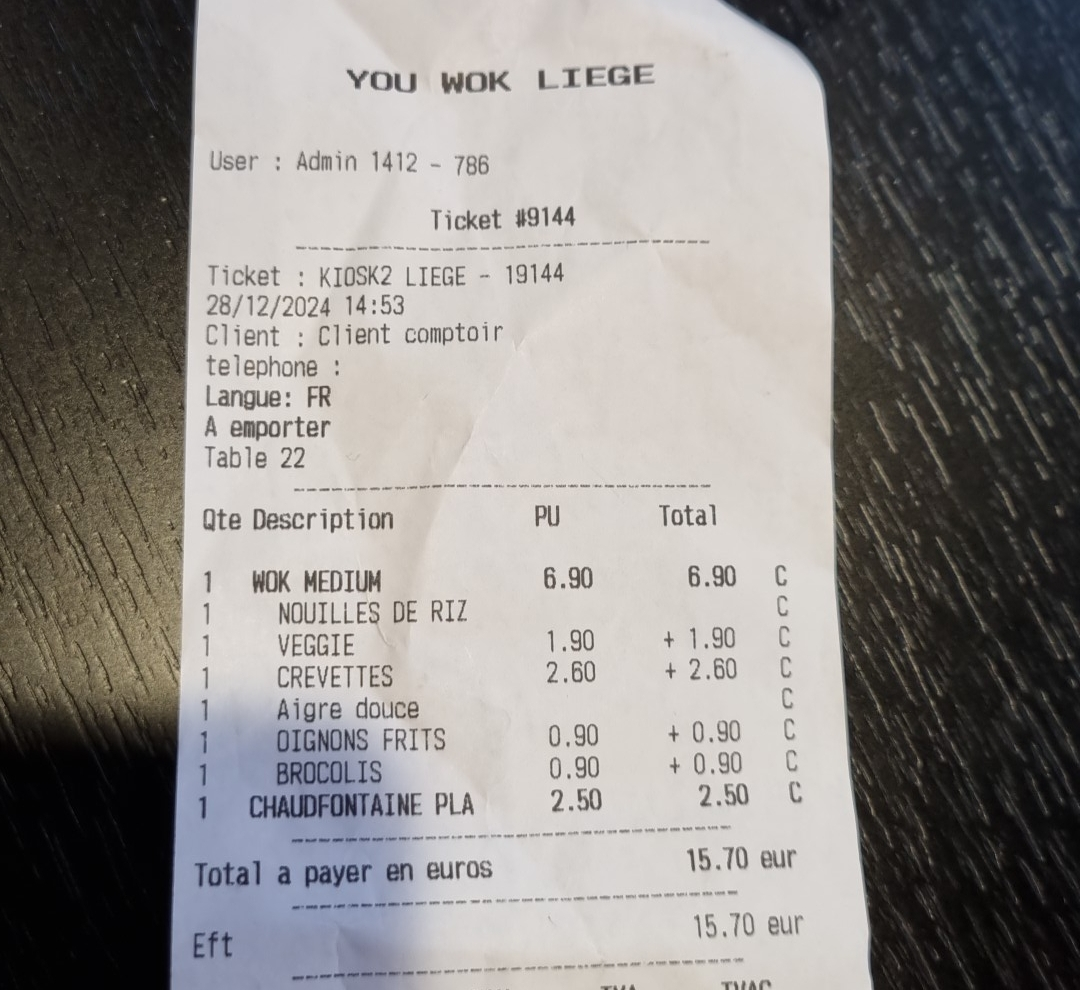 YOU WOK LIEGE
User : Admin 1412 - 786
Ticket #9144
Ticket : KIOSK2 LIEGE - 19144
28/12/2024 14:53
Client : Client comptoir
telephone :
Langue: FR
A emporter
Table 22
Qte Description PU Total
1 WOK MEDIUM 6.90 6.90 C
1 NOUILLES DE RIZ C
1 VEGGIE 1.90 + 1.90 C
1 CREVETTES 2.60 + 2.60 C
1 Aigre douce C
1 OIGNONS FRITS 0.90 + 0.90 C
1 BROCOLIS 0.90 + 0.90 C
1 CHAUDFONTAINE PLA 2.50 2.50 C
Total a payer en euros 15.70 eur
Eft 15.70 eur